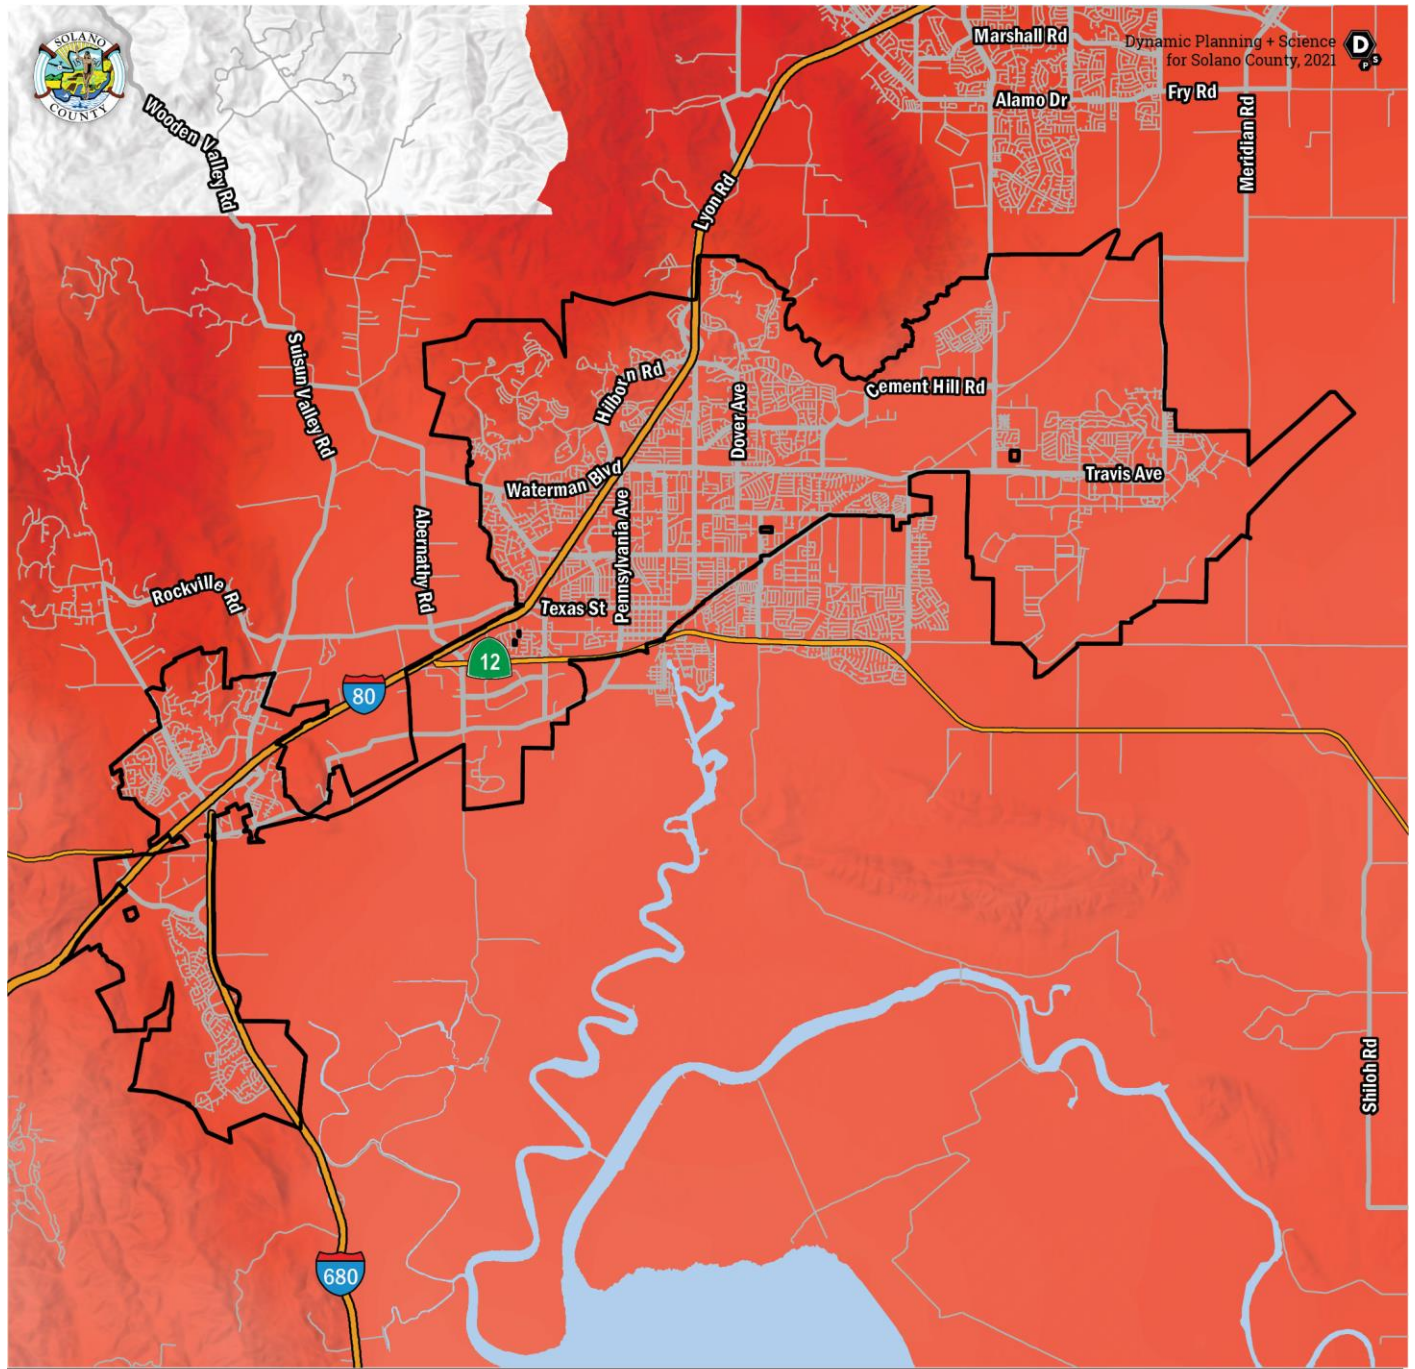 SOLANO
COUNTY
Marshall Rd
Dynamic Planning + Science
for Solano County, 2021
D
P S
Alamo Dr
Fry Rd
Meridian Rd
Wooden Valley Rd
Lyon Rd
Suisun Valley Rd
Hilborn Rd
Cement Hill Rd
Dover Ave
Waterman Blvd
Travis Ave
Pennsylvania Ave
Abernathy Rd
Rockville Rd
Texas St
12
80
Shiloh Rd
680